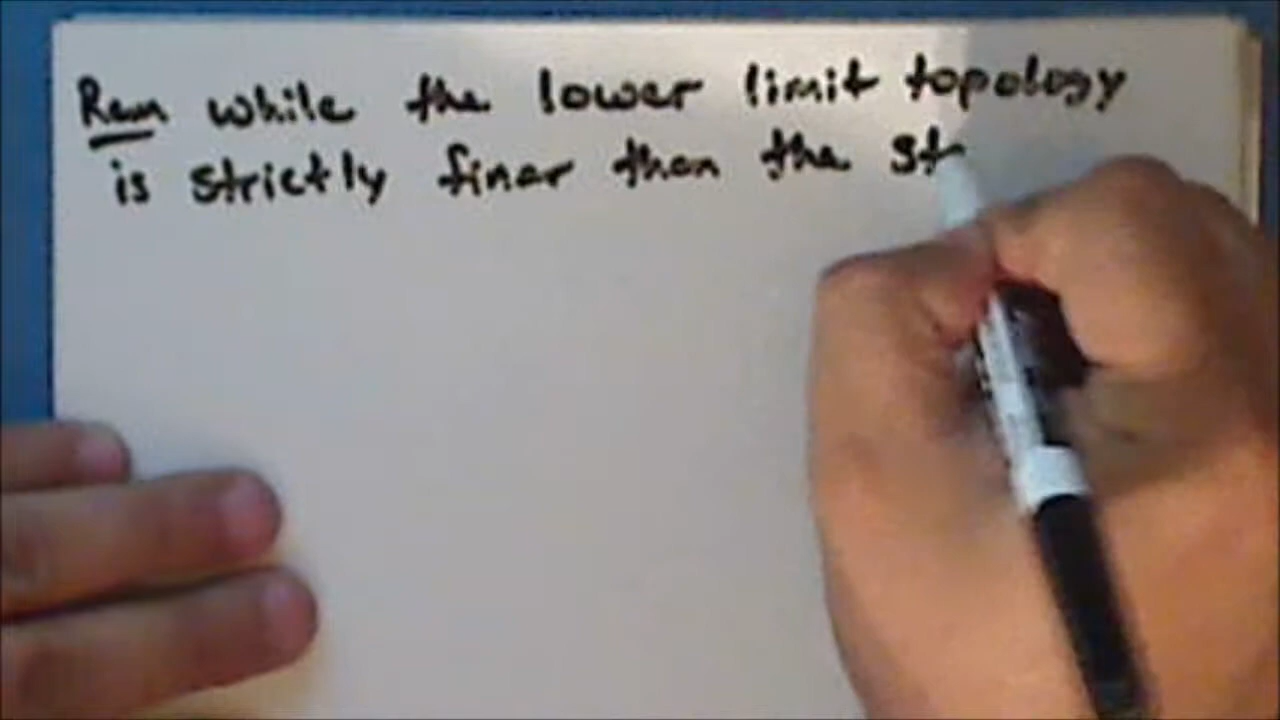 Rem while the lower limit topology
is strictly finer than the st